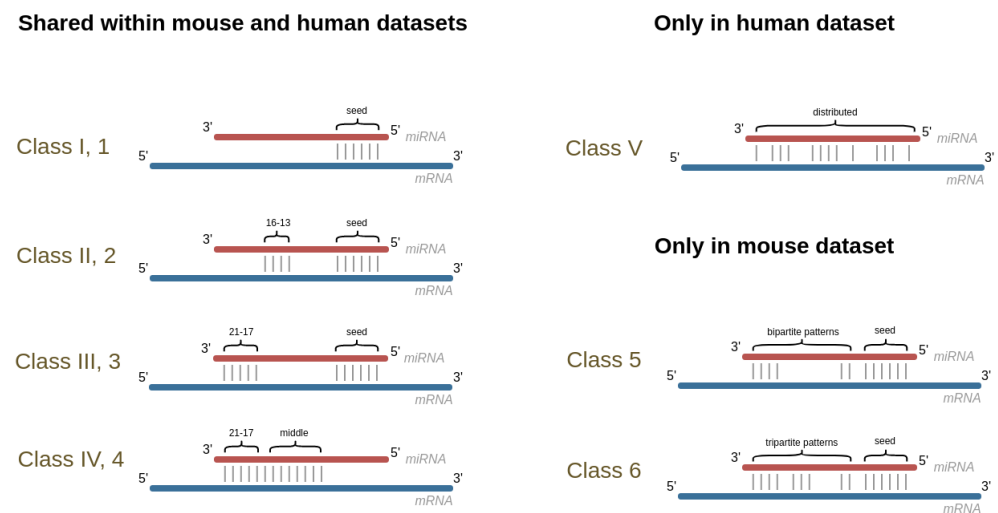 Shared within mouse and human datasets
Class I, 1
seed
3'
5'
miRNA
5'
3'
mRNA
Class II, 2
16-13
seed
3'
5'
miRNA
5'
3'
mRNA
Class III, 3
21-17
seed
3'
5'
miRNA
5'
3'
mRNA
Class IV, 4
21-17
middle
3'
5'
miRNA
5'
3'
mRNA
Only in human dataset
Class V
distributed
3'
5'
miRNA
5'
3'
mRNA
Only in mouse dataset
Class 5
bipartite patterns
seed
3'
5'
miRNA
5'
3'
mRNA
Class 6
tripartite patterns
seed
3'
5'
miRNA
5'
3'
mRNA